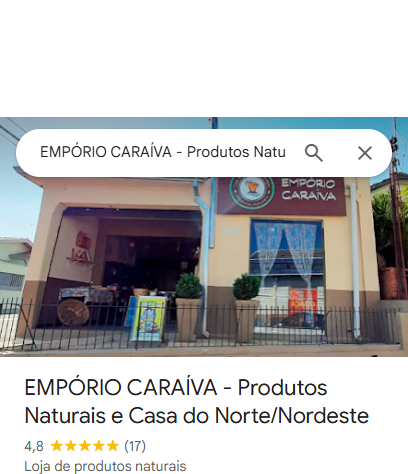 EMPÓRIO CARAÍVA - Produtos Natu
EMPÓRIO
CARAÍVA
EMPÓRIO CARAÍVA - Produtos
Naturais e Casa do Norte/Nordeste
4,8 (17)
Loja de produtos naturais